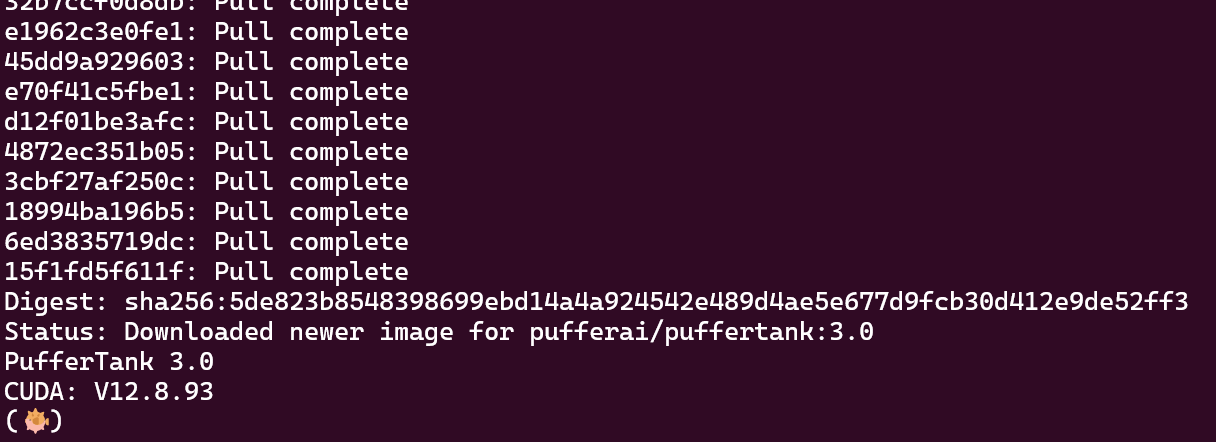 32b7ccf0d8db: Pull complete
e1962c3e0fe1: Pull complete
45dd9a929603: Pull complete
e70f41c5fbe1: Pull complete
d12f01be3afc: Pull complete
4872ec351b05: Pull complete
3cbf27af250c: Pull complete
18994ba196b5: Pull complete
6ed3835719dc: Pull complete
15f1fd5f611f: Pull complete
Digest: sha256:5de823b8548398699ebd14a4a924542e489d4ae5e677d9fcb30d412e9de52ff3
Status: Downloaded newer image for pufferai/puffertank:3.0
PufferTank 3.0
CUDA: V12.8.93
(🐡)